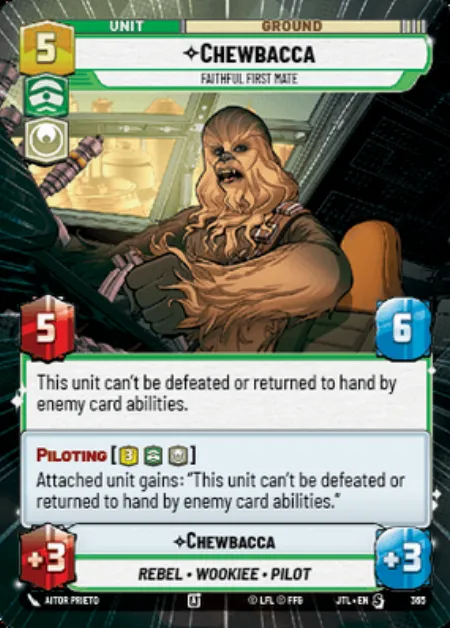 UNIT GROUND
5
✧CHEWBACCA
FAITHFUL FIRST MATE
5
6
This unit can't be defeated or returned to hand by
enemy card abilities.
PILOTING [3]
Attached unit gains: “This unit can't be defeated or
returned to hand by enemy card abilities.”
+3
✧CHEWBACCA
+3
REBEL • WOOKIEE • PILOT
AITOR PRIETO A © LFL © FFG JTL • EN 365